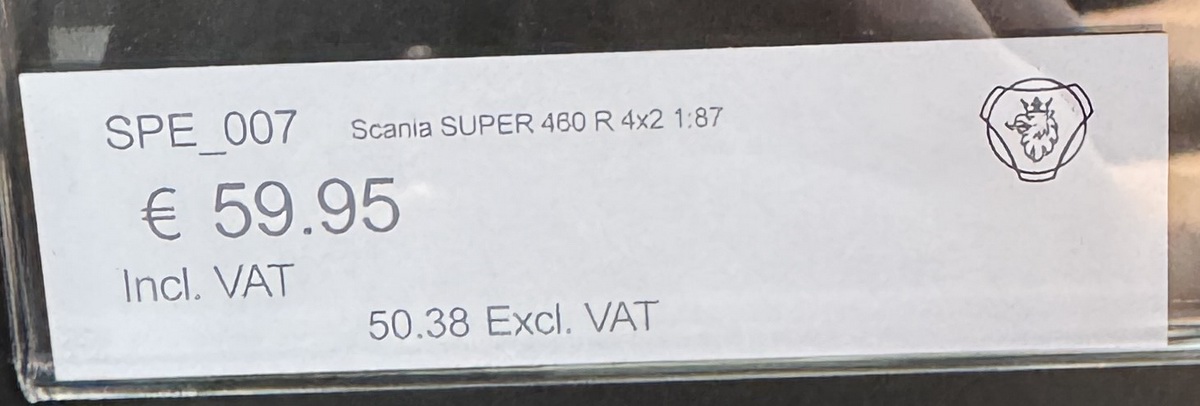 SPE_007 Scania SUPER 460 R 4x2 1:87
€ 59.95
Incl. VAT
50.38 Excl. VAT